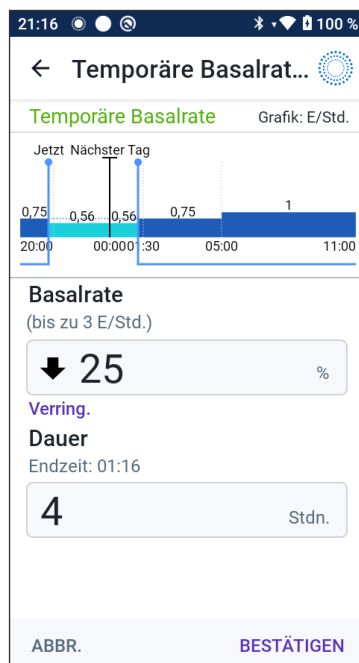 21:16 100 %
Temporäre Basalrat...
Temporäre Basalrate Grafik: E/Std.
Jetzt Nächster Tag
0,75 0,56 0,56 0,75 1
20:00 00:00 01:30 05:00 11:00
Basalrate
(bis zu 3 E/Std.)
25 %
Verring.
Dauer
Endzeit: 01:16
4 Stdn.
ABBR. BESTÄTIGEN